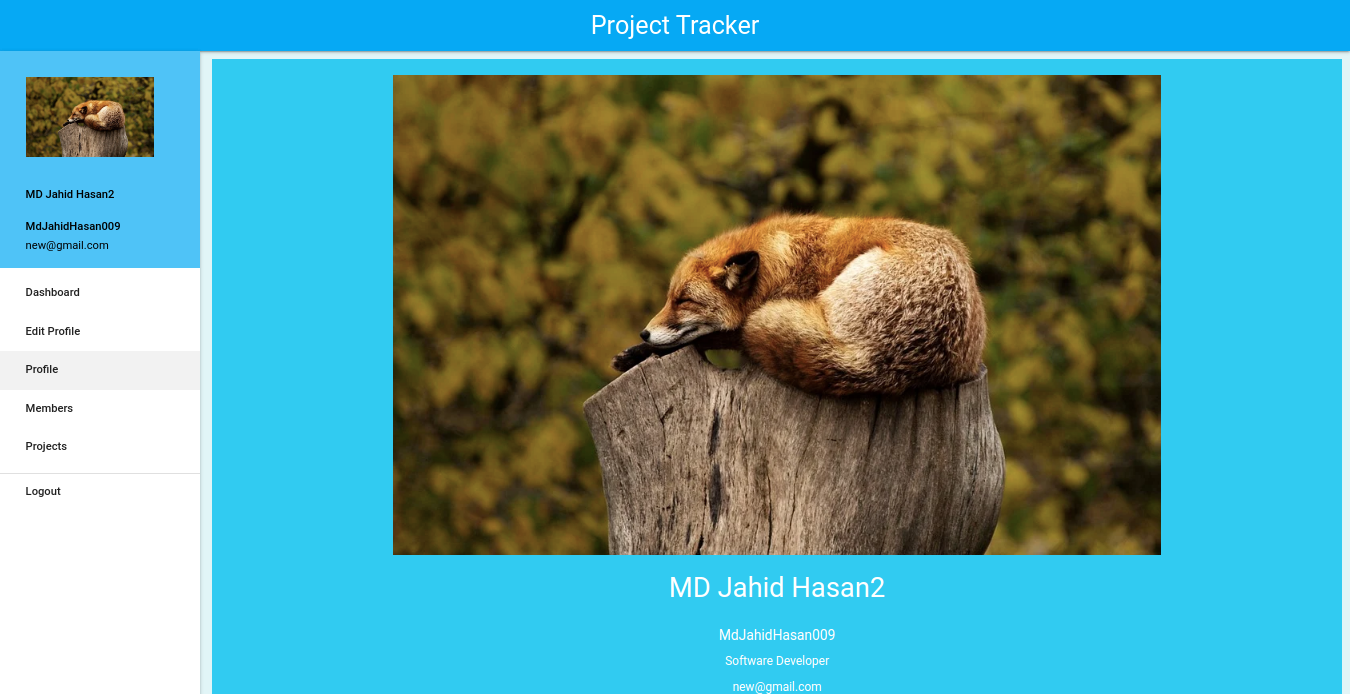 Project Tracker
MD Jahid Hasan2
MdJahidHasan009
new@gmail.com
Dashboard
Edit Profile
Profile
Members
Projects
Logout
MD Jahid Hasan2
MdJahidHasan009
Software Developer
new@gmail.com